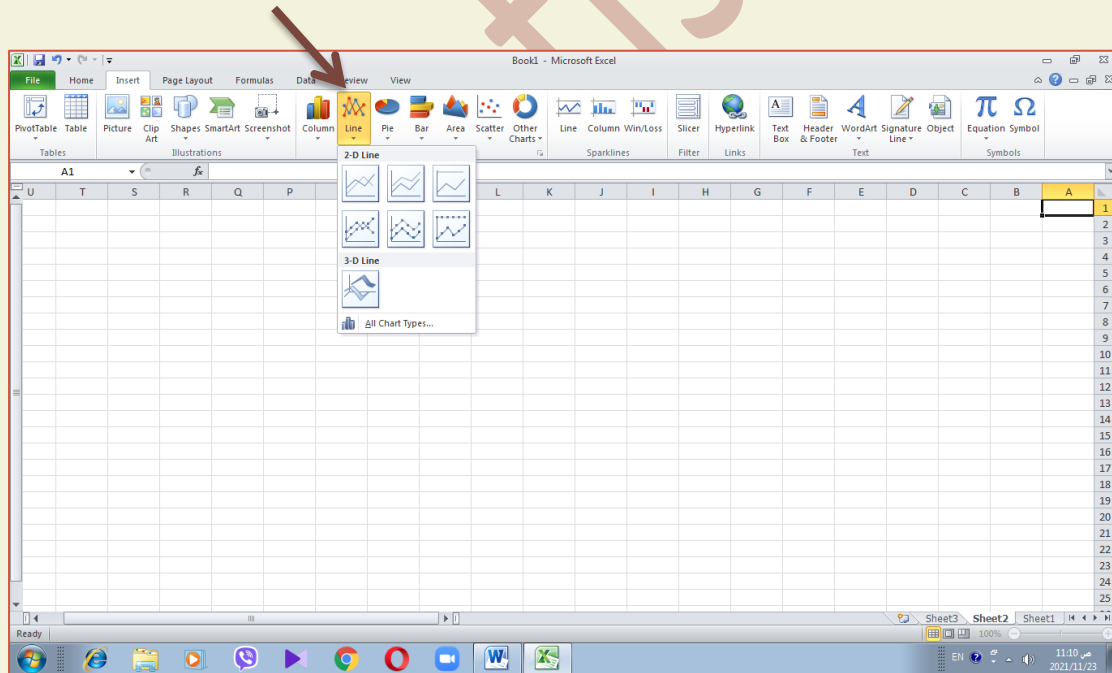 Book1 - Microsoft Excel
File Home Insert Page Layout Formulas Data Review View
PivotTable Table Picture Clip Art Shapes SmartArt Screenshot Column Line Pie Bar Area Scatter Other Charts Line Column Win/Loss Slicer Hyperlink Text Box Header & Footer WordArt Signature Line Object Equation Symbol
Tables Illustrations Sparklines Filter Links Text Symbols
A1 fx
2-D Line
3-D Line
All Chart Types...
U T S R Q P L K J I H G F E D C B A
1
2
3
4
5
6
7
8
9
10
11
12
13
14
15
16
17
18
19
20
21
22
23
24
25
Sheet3 Sheet2 Sheet1
Ready 100%
EN 11:10 ص
2021/11/23